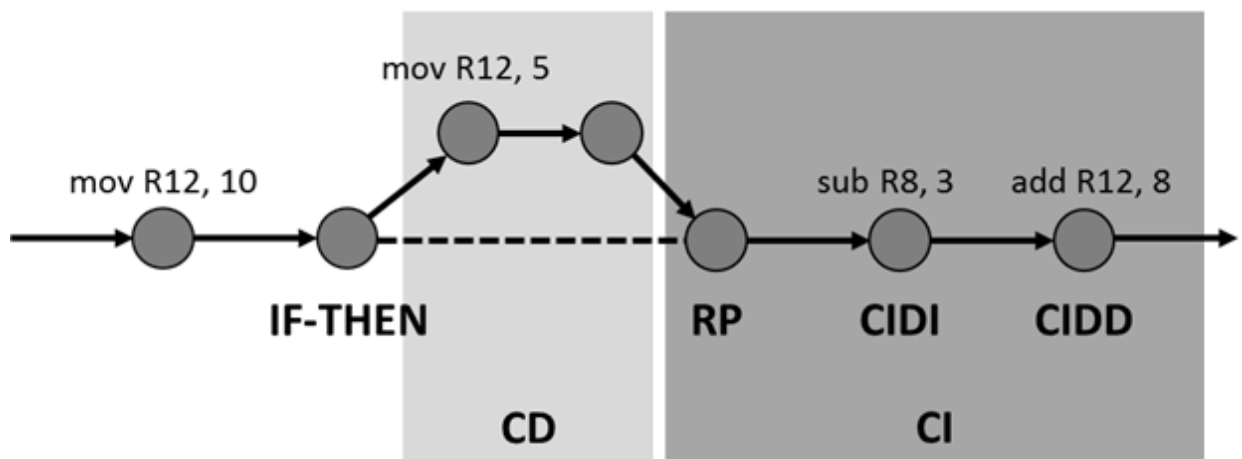 mov R12, 5
mov R12, 10
sub R8, 3
add R12, 8
IF-THEN
RP
CIDI
CIDD
CD
CI